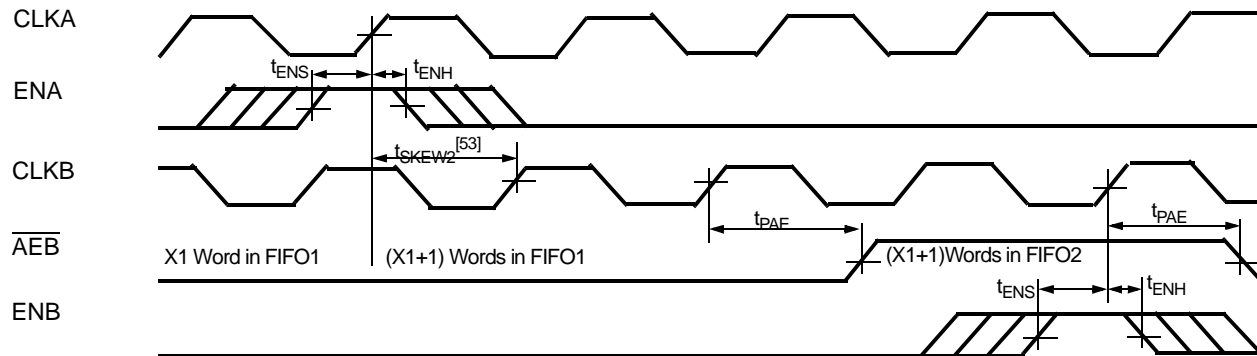 CLKA
tENS
tENH
ENA
tSKEW2[53]
CLKB
tPAE
tPAE
AEB
X1 Word in FIFO1
(X1+1) Words in FIFO1
(X1+1)Words in FIFO2
tENS
tENH
ENB